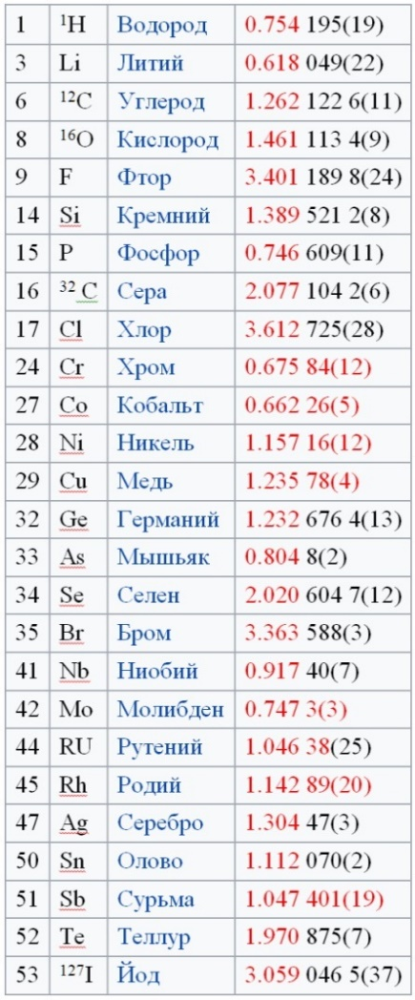 1 ¹H Водород 0.754 195(19)
3 Li Литий 0.618 049(22)
6 ¹²C Углерод 1.262 122 6(11)
8 ¹⁶O Кислород 1.461 113 4(9)
9 F Фтор 3.401 189 8(24)
14 Si Кремний 1.389 521 2(8)
15 P Фосфор 0.746 609(11)
16 ³² C Сера 2.077 104 2(6)
17 Cl Хлор 3.612 725(28)
24 Cr Хром 0.675 84(12)
27 Co Кобальт 0.662 26(5)
28 Ni Никель 1.157 16(12)
29 Cu Медь 1.235 78(4)
32 Ge Германий 1.232 676 4(13)
33 As Мышьяк 0.804 8(2)
34 Se Селен 2.020 604 7(12)
35 Br Бром 3.363 588(3)
41 Nb Ниобий 0.917 40(7)
42 Mo Молибден 0.747 3(3)
44 RU Рутений 1.046 38(25)
45 Rh Родий 1.142 89(20)
47 Ag Серебро 1.304 47(3)
50 Sn Олово 1.112 070(2)
51 Sb Сурьма 1.047 401(19)
52 Te Теллур 1.970 875(7)
53 ¹²⁷I Йод 3.059 046 5(37)